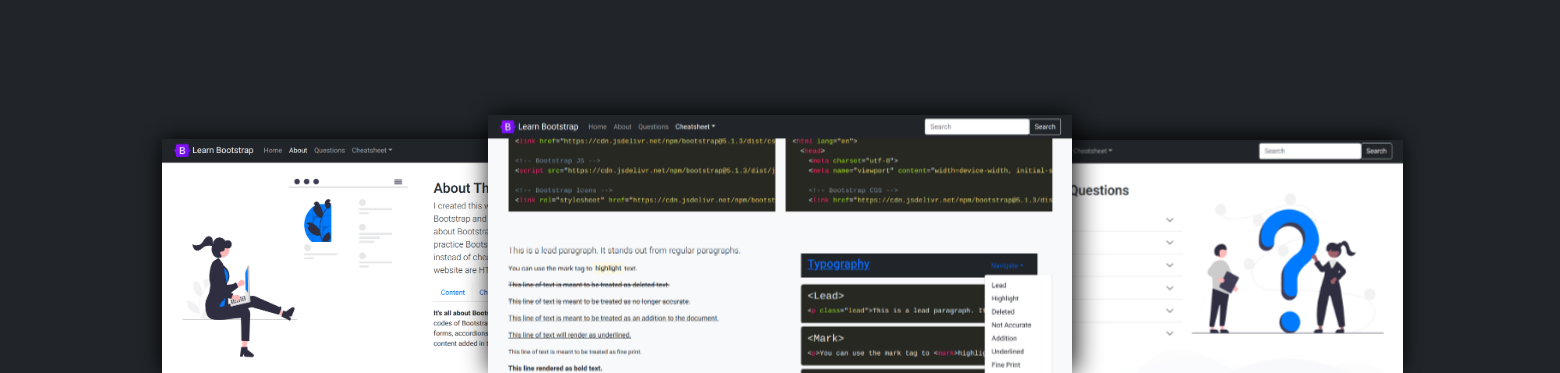 B Learn Bootstrap Home About Questions Cheatsheet
About Th
I created this w
Bootstrap and
about Bootstra
practice Boots
instead of che
website are HT
Content Ch
It's all about Boots
codes of Bootstra
forms, accordions
content added in t
B Learn Bootstrap Home About Questions Cheatsheet Search Search
<link href="https://cdn.jsdelivr.net/npm/bootstrap@5.1.3/dist/cs
<!-- Bootstrap JS -->
<script src="https://cdn.jsdelivr.net/npm/bootstrap@5.1.3/dist/j
<!-- Bootstrap Icons -->
<link rel="stylesheet" href="https://cdn.jsdelivr.net/npm/bootst
<html lang="en">
<head>
<meta charset="utf-8">
<meta name="viewport" content="width=device-width, initial-s
<!-- Bootstrap CSS -->
<link href="https://cdn.jsdelivr.net/npm/bootstrap@5.1.3/dis
This is a lead paragraph. It stands out from regular paragraphs.
You can use the mark tag to highlight text.
This line of text is meant to be treated as deleted text.
This line of text is meant to be treated as no longer accurate.
This line of text is meant to be treated as an addition to the document.
This line of text will render as underlined.
This line of text is meant to be treated as fine print.
This line rendered as bold text.
Typography Navigate
<Lead>
<p class="lead">This is a lead paragraph. I
<Mark>
<p>You can use the mark tag to <mark>highlig
Lead
Highlight
Deleted
Not Accurate
Addition
Underlined
Fine Print
Cheatsheet Search Search
Questions